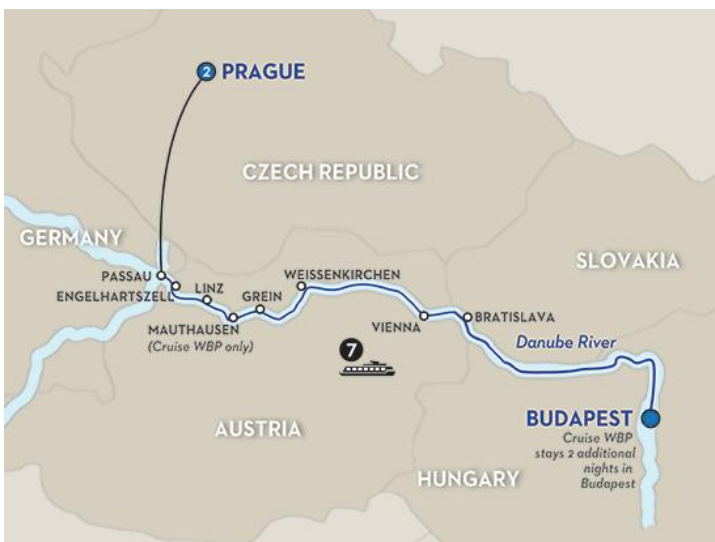 2 PRAGUE
CZECH REPUBLIC
GERMANY
SLOVAKIA
PASSAU
ENGELHARTSZELL
LINZ
WEISSENKIRCHEN
GREIN
MAUTHAUSEN
(Cruise WBP only)
VIENNA
BRATISLAVA
Danube River
7
AUSTRIA
BUDAPEST
Cruise WBP
stays 2 additional
nights in
Budapest
HUNGARY